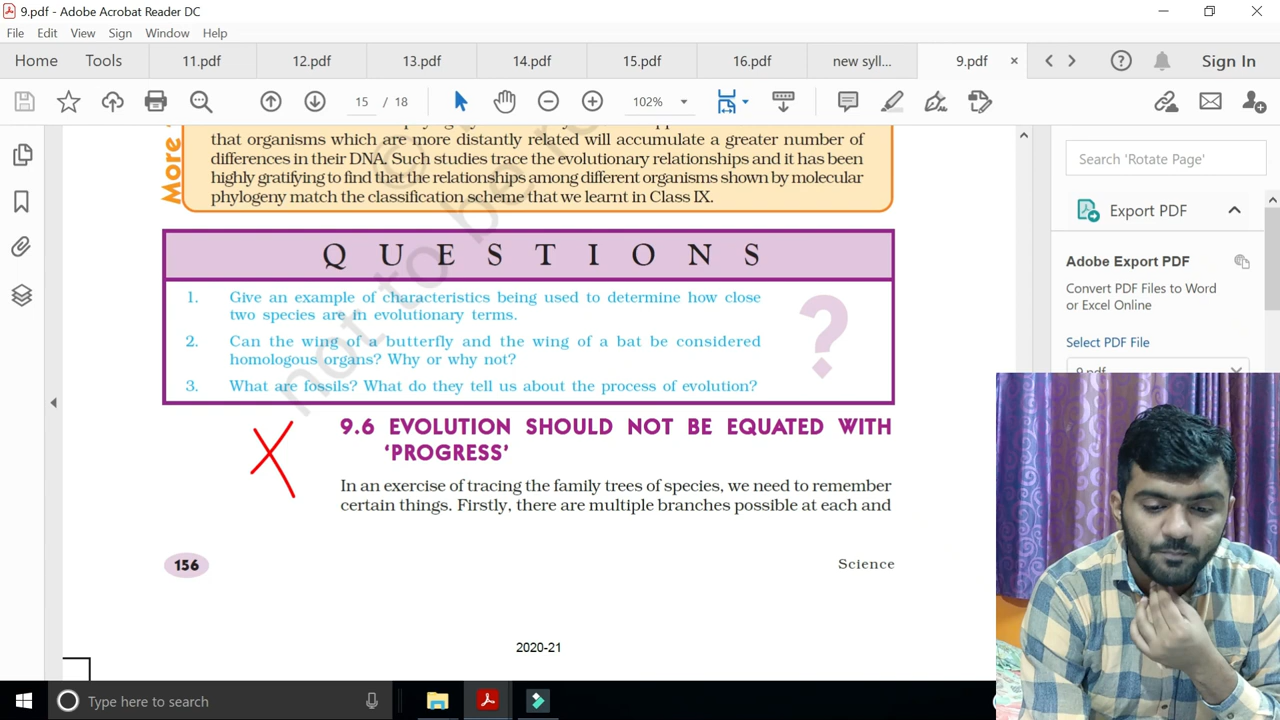 9.pdf - Adobe Acrobat Reader DC
File Edit View Sign Window Help
Home Tools 11.pdf 12.pdf 13.pdf 14.pdf 15.pdf 16.pdf new syll... 9.pdf × Sign In
15 / 18 102%
that organisms which are more distantly related will accumulate a greater number of
differences in their DNA. Such studies trace the evolutionary relationships and it has been
highly gratifying to find that the relationships among different organisms shown by molecular
phylogeny match the classification scheme that we learnt in Class IX.
More
not to be re
QUESTIONS
1. Give an example of characteristics being used to determine how close
two species are in evolutionary terms.
2. Can the wing of a butterfly and the wing of a bat be considered
homologous organs? Why or why not?
3. What are fossils? What do they tell us about the process of evolution?
?
9.6 EVOLUTION SHOULD NOT BE EQUATED WITH
‘PROGRESS’
In an exercise of tracing the family trees of species, we need to remember
certain things. Firstly, there are multiple branches possible at each and
156
Science
2020-21
Search 'Rotate Page'
Export PDF
Adobe Export PDF
Convert PDF Files to Word
or Excel Online
Select PDF File
9.pdf
Type here to search